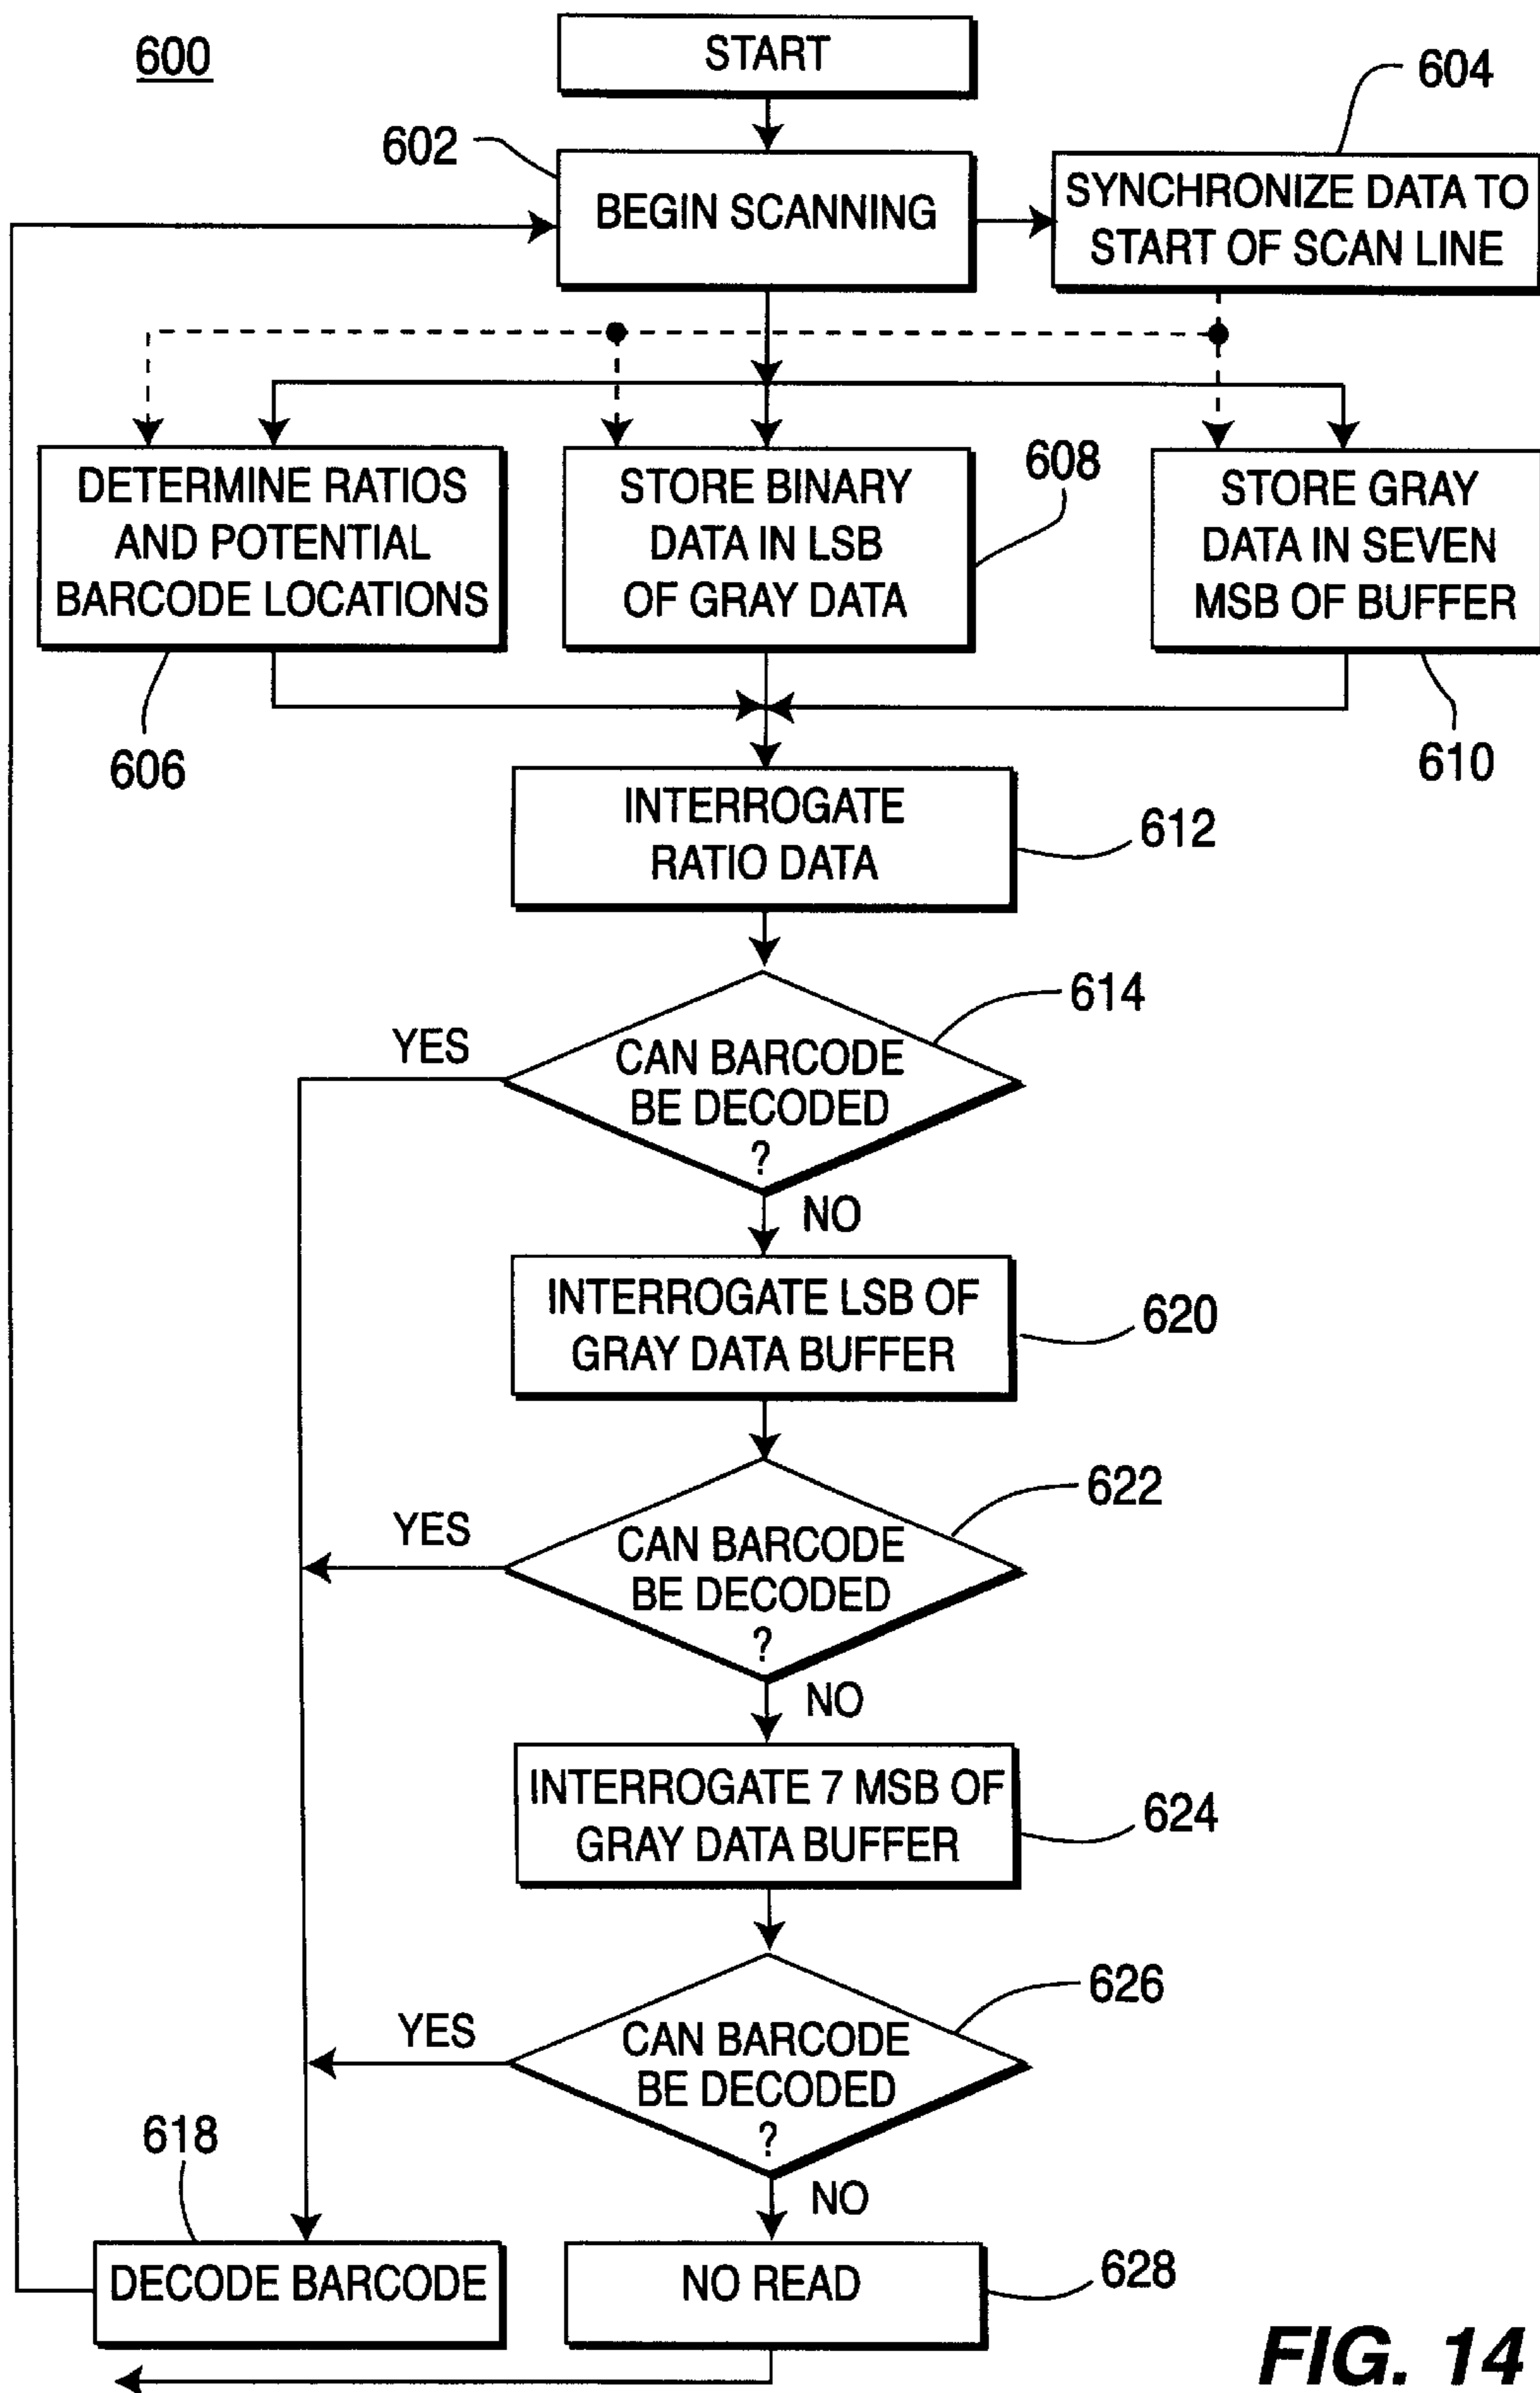 600
START
604
602
BEGIN SCANNING
SYNCHRONIZE DATA TO
START OF SCAN LINE
DETERMINE RATIOS
AND POTENTIAL
BARCODE LOCATIONS
606
STORE BINARY
DATA IN LSB
OF GRAY DATA
608
STORE GRAY
DATA IN SEVEN
MSB OF BUFFER
610
INTERROGATE
RATIO DATA
612
614
YES
CAN BARCODE
BE DECODED
?
NO
INTERROGATE LSB OF
GRAY DATA BUFFER
620
622
YES
CAN BARCODE
BE DECODED
?
NO
INTERROGATE 7 MSB OF
GRAY DATA BUFFER
624
626
YES
CAN BARCODE
BE DECODED
?
NO
618
DECODE BARCODE
NO READ
628
FIG. 14